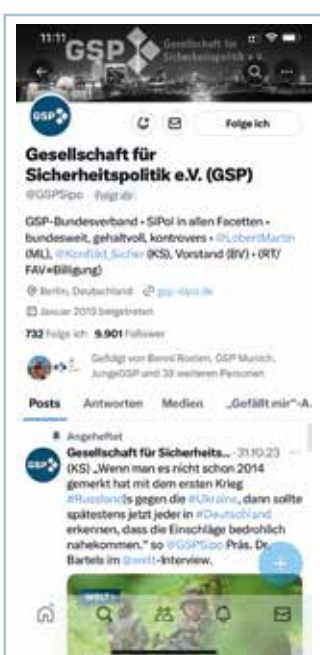 11:11
GSP
Gesellschaft für
Sicherheitspolitik e.V.
GSP
Folge ich
Gesellschaft für
Sicherheitspolitik e.V. (GSP)
@GSPSipo Folgt dir
GSP-Bundesverband • SiPol in allen Facetten •
bundesweit, gehaltvoll, kontrovers • @LobertMartin
(ML), @Konflikt_Sicher (KS), Vorstand (BV) • (RT/
FAV≠Billigung)
Berlin, Deutschland gsp-sipo.de
Januar 2019 beigetreten
732 Folge ich 9.901 Follower
Gefolgt von GSP Munich,
JungeGSP und 38 weiteren Personen
Posts Antworten Medien „Gefällt mir“-A
Angeheftet
GSP
Gesellschaft für Sicherheits... · 31.10.23
(KS) „Wenn man es nicht schon 2014
gemerkt hat mit dem ersten Krieg
#Russlands gegen die #Ukraine, dann sollte
spätestens jetzt jeder in #Deutschland
erkennen, dass die Einschläge bedrohlich
nahekommen.“ so @GSPSipo Präs. Dr.
Bartels im @welt-Interview.
WELT+